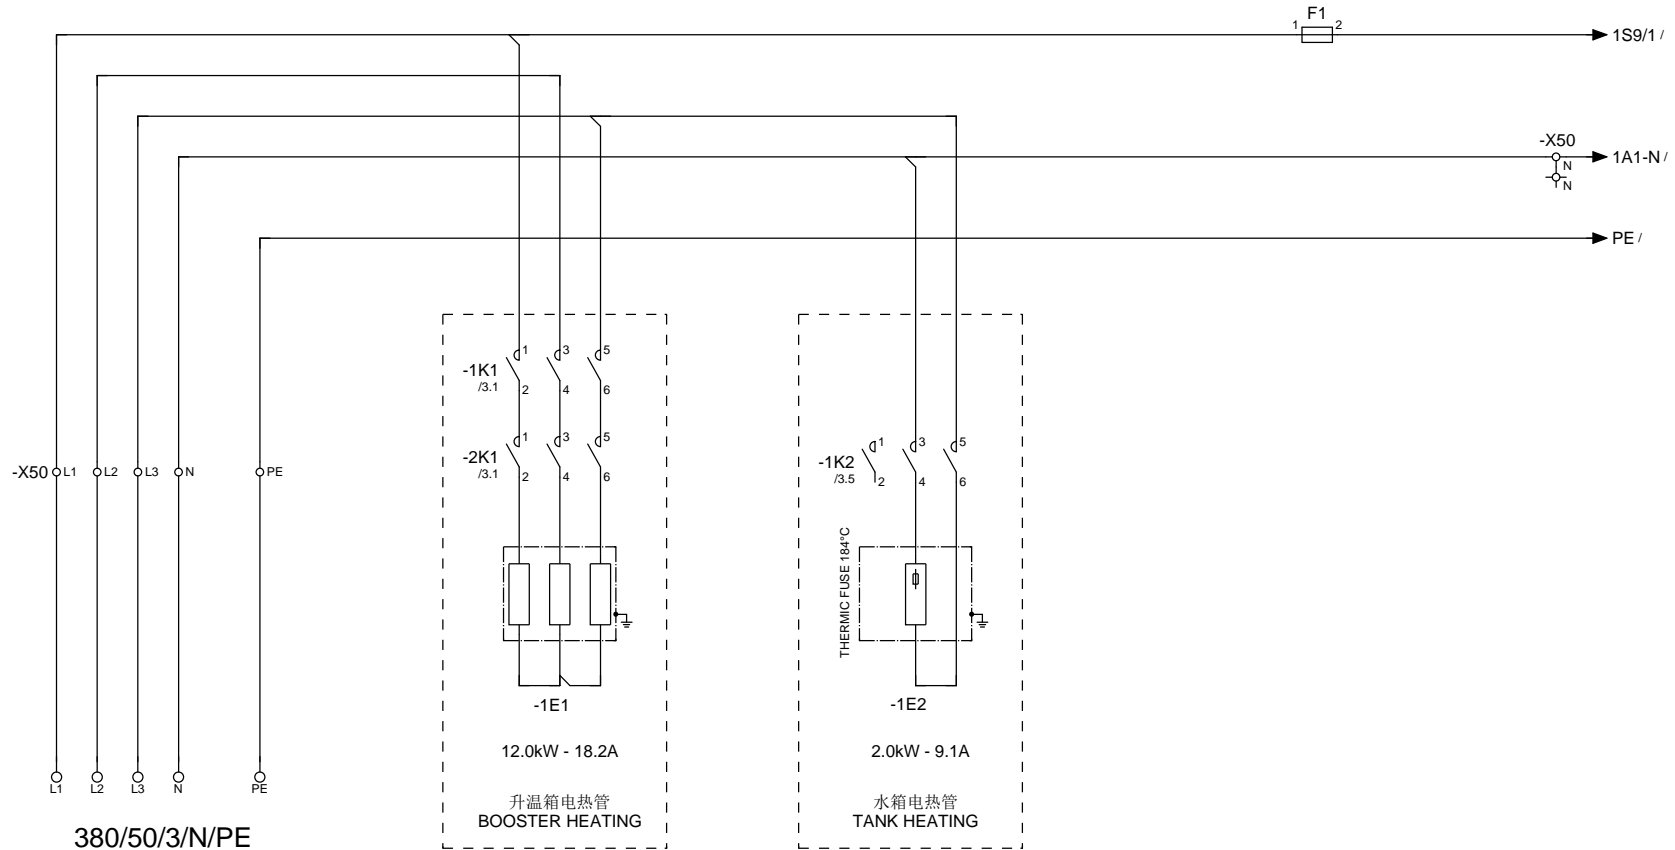 F1
1 2
1S9/1 /
-X50
N
N
1A1-N /
PE /
-1K1
/3.1
1 3 5
2 4 6
-2K1
/3.1
1 3 5
2 4 6
-1K2
/3.5
1 3 5
2 4 6
-X50 L1 L2 L3 N PE
THERMIC FUSE 184°C
-1E1
-1E2
12.0kW - 18.2A
2.0kW - 9.1A
L1 L2 L3 N PE
升温箱电热管
BOOSTER HEATING
水箱电热管
TANK HEATING
380/50/3/N/PE